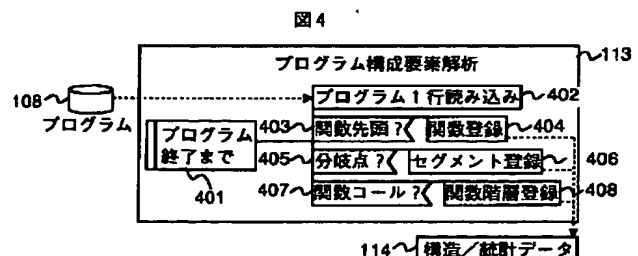 図4
プログラム構成要素解析
113
108
プログラム
プログラム1行読み込み
402
403
関数先頭?
関数登録
404
プログラム
終了まで
401
405
分岐点?
セグメント登録
406
407
関数コール?
関数階層登録
408
114
構造/統計データ